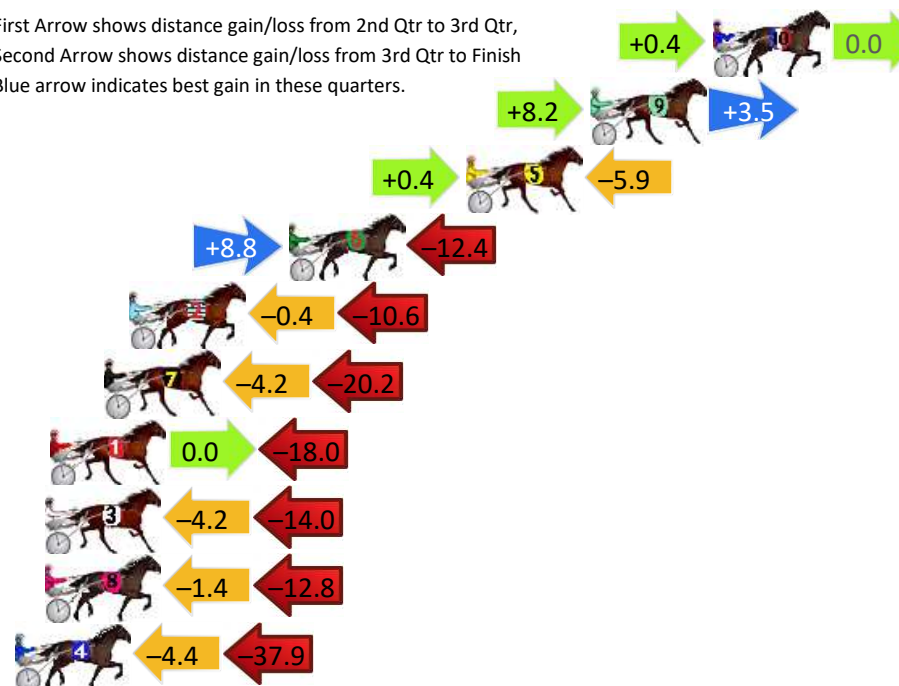 First Arrow shows distance gain/loss from 2nd Qtr to 3rd Qtr,
Second Arrow shows distance gain/loss from 3rd Qtr to Finish
Blue arrow indicates best gain in these quarters.
+0.4 10 0.0
+8.2 9 +3.5
+0.4 5 −5.9
+8.8 6 −12.4
2 −0.4 −10.6
7 −4.2 −20.2
1 0.0 −18.0
3 −4.2 −14.0
8 −1.4 −12.8
4 −4.4 −37.9